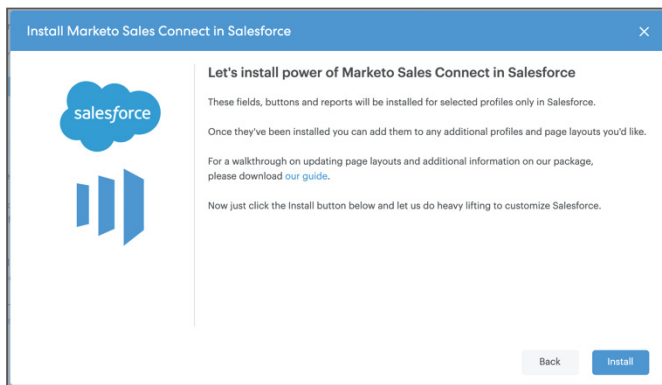 Install Marketo Sales Connect in Salesforce
salesforce
Let's install power of Marketo Sales Connect in Salesforce
These fields, buttons and reports will be installed for selected profiles only in Salesforce.
Once they've been installed you can add them to any additional profiles and page layouts you'd like.
For a walkthrough on updating page layouts and additional information on our package,
please download our guide.
Now just click the Install button below and let us do heavy lifting to customize Salesforce.
Back
Install